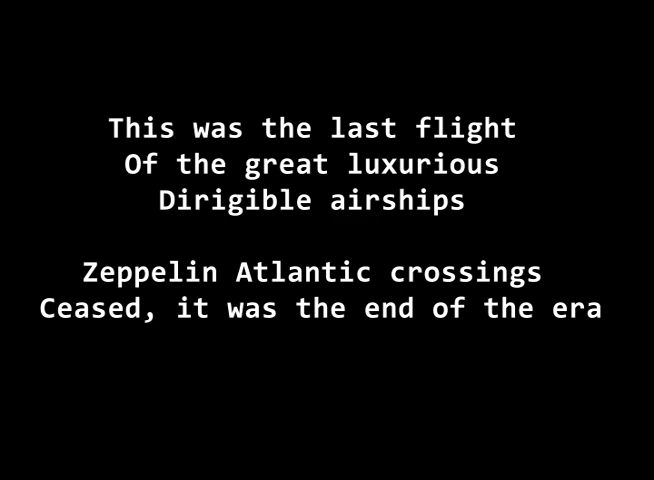 This was the last flight
Of the great luxurious
Dirigible airships
Zeppelin Atlantic crossings
Ceased, it was the end of the era